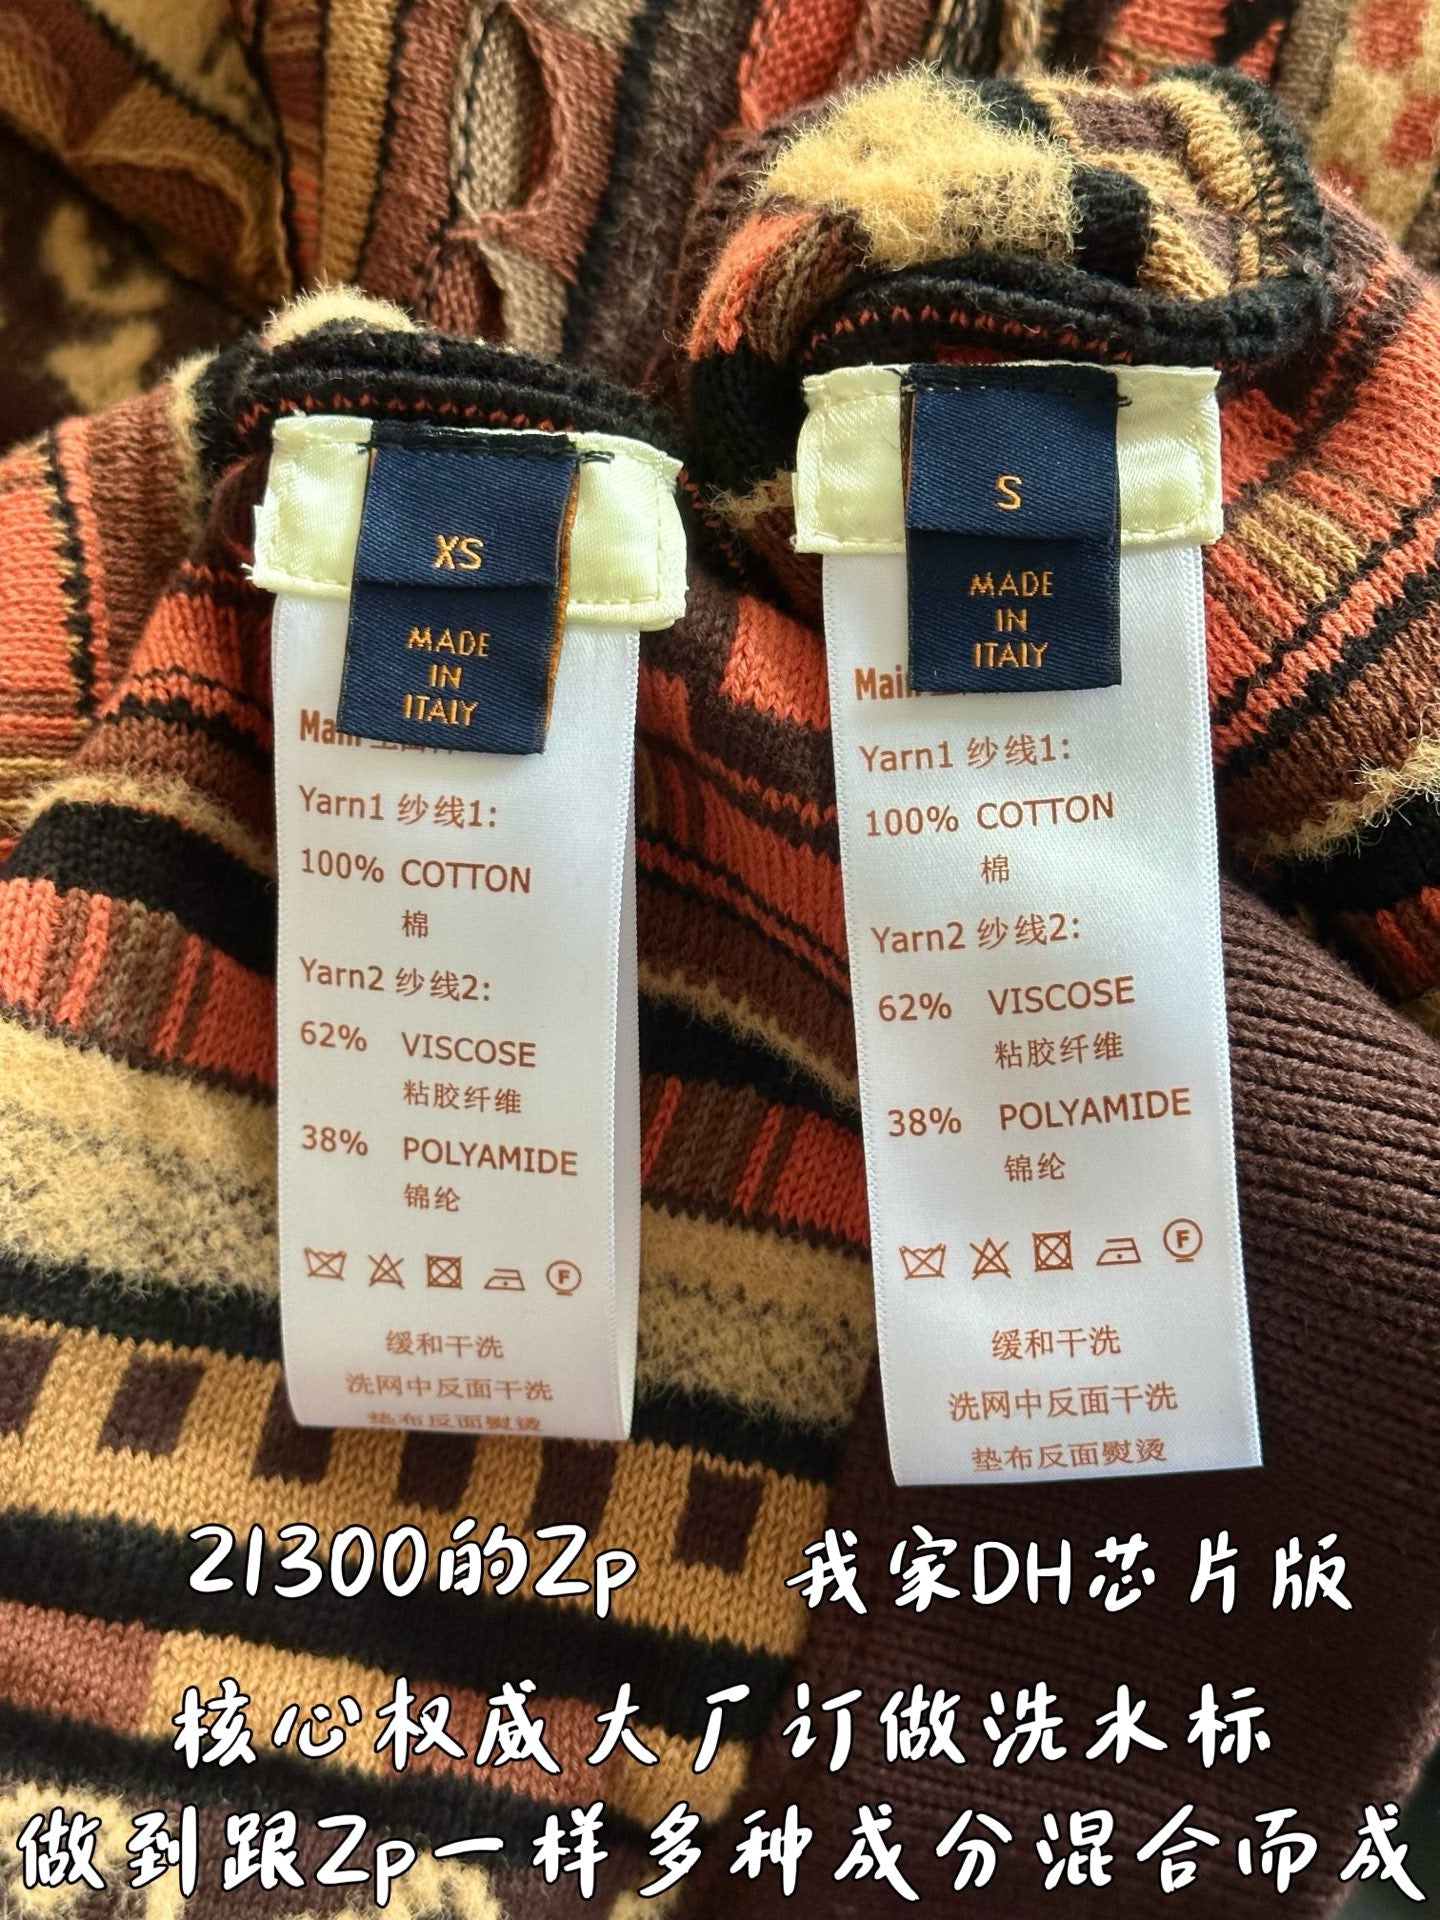 XS
MADE
IN
ITALY
Yarn1 纱线1:
100% COTTON
棉
Yarn2 纱线2:
62% VISCOSE
粘胶纤维
38% POLYAMIDE
锦纶
F
缓和干洗
洗网中反面干洗
垫布反面熨烫
S
MADE
IN
ITALY
Main
Yarn1 纱线1:
100% COTTON
棉
Yarn2 纱线2:
62% VISCOSE
粘胶纤维
38% POLYAMIDE
锦纶
F
缓和干洗
洗网中反面干洗
垫布反面熨烫
21300的Zp 我家DH芯片版
核心权威大厂订做洗水标
做到跟Zp一样多种成分混合而成